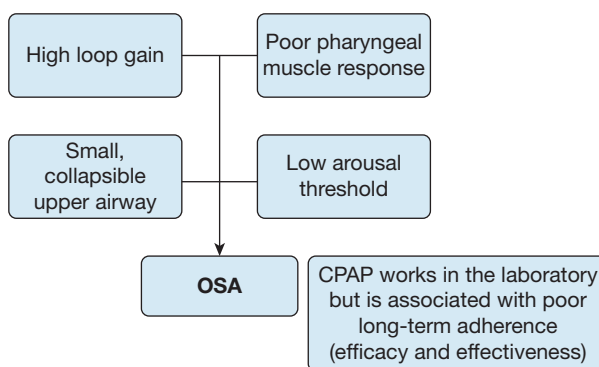 High loop gain
Poor pharyngeal
muscle response
Small,
collapsible
upper airway
Low arousal
threshold
OSA
CPAP works in the laboratory
but is associated with poor
long-term adherence
(efficacy and effectiveness)